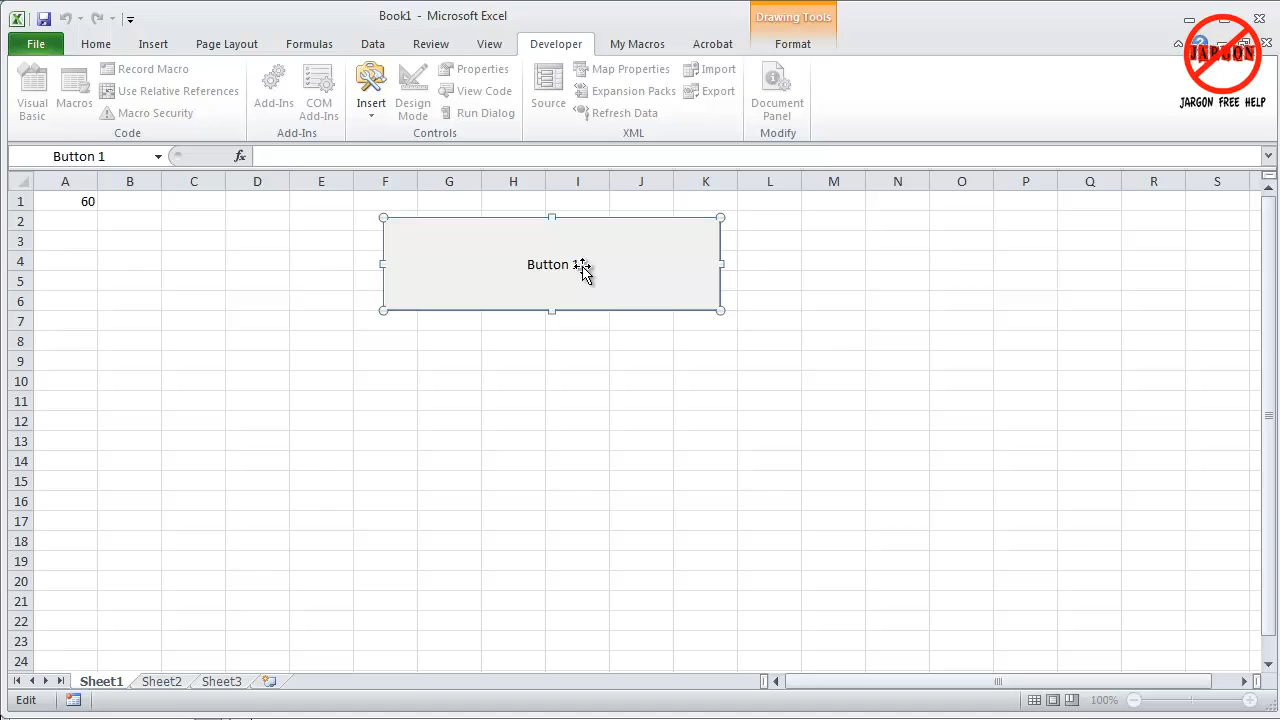 Book1 - Microsoft Excel
Drawing Tools
File Home Insert Page Layout Formulas Data Review View Developer My Macros Acrobat Format
JARGON
JARGON FREE HELP
Visual Basic
Macros
Record Macro
Use Relative References
Macro Security
Code
Add-Ins
COM Add-Ins
Add-Ins
Insert
Design Mode
Properties
View Code
Run Dialog
Controls
Source
Map Properties
Expansion Packs
Refresh Data
Import
Export
XML
Document Panel
Modify
Button 1
fx
A B C D E F G H I J K L M N O P Q R S
1 60
2
3
4
Button 1
5
6
7
8
9
10
11
12
13
14
15
16
17
18
19
20
21
22
23
24
Sheet1 Sheet2 Sheet3
Edit
100%